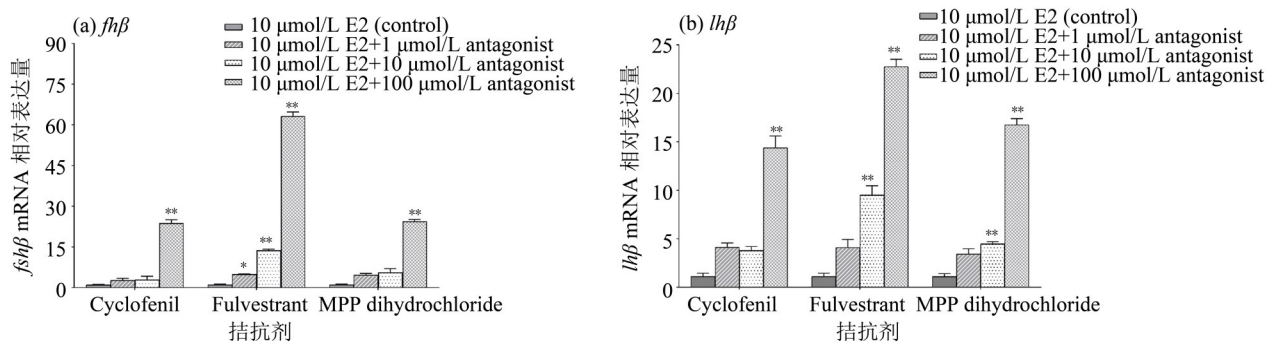 (a) fhβ
10 μmol/L E2 (control)
10 μmol/L E2+1 μmol/L antagonist
10 μmol/L E2+10 μmol/L antagonist
10 μmol/L E2+100 μmol/L antagonist
fshβ mRNA 相对表达量
90
75
60
45
30
15
0
**
*
**
**
**
Cyclofenil Fulvestrant MPP dihydrochloride
拮抗剂
(b) lhβ
10 μmol/L E2 (control)
10 μmol/L E2+1 μmol/L antagonist
10 μmol/L E2+10 μmol/L antagonist
10 μmol/L E2+100 μmol/L antagonist
lhβ mRNA 相对表达量
25
20
15
10
5
0
**
**
**
**
**
Cyclofenil Fulvestrant MPP dihydrochloride
拮抗剂